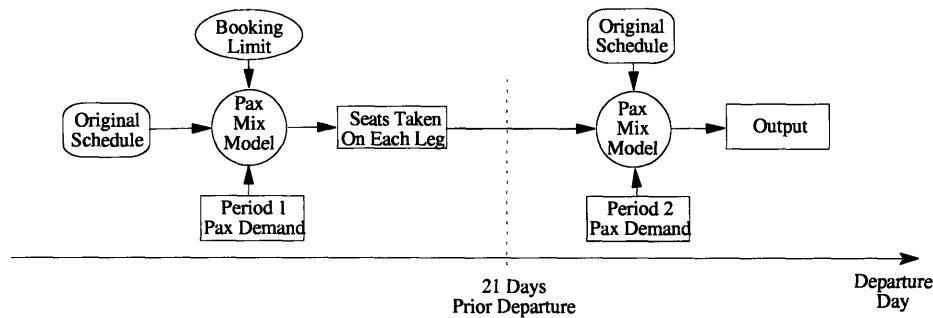 Booking
Limit
Original
Schedule
Pax
Mix
Model
Seats Taken
On Each Leg
Period 1
Pax Demand
Original
Schedule
Pax
Mix
Model
Output
Period 2
Pax Demand
21 Days
Prior Departure
Departure
Day